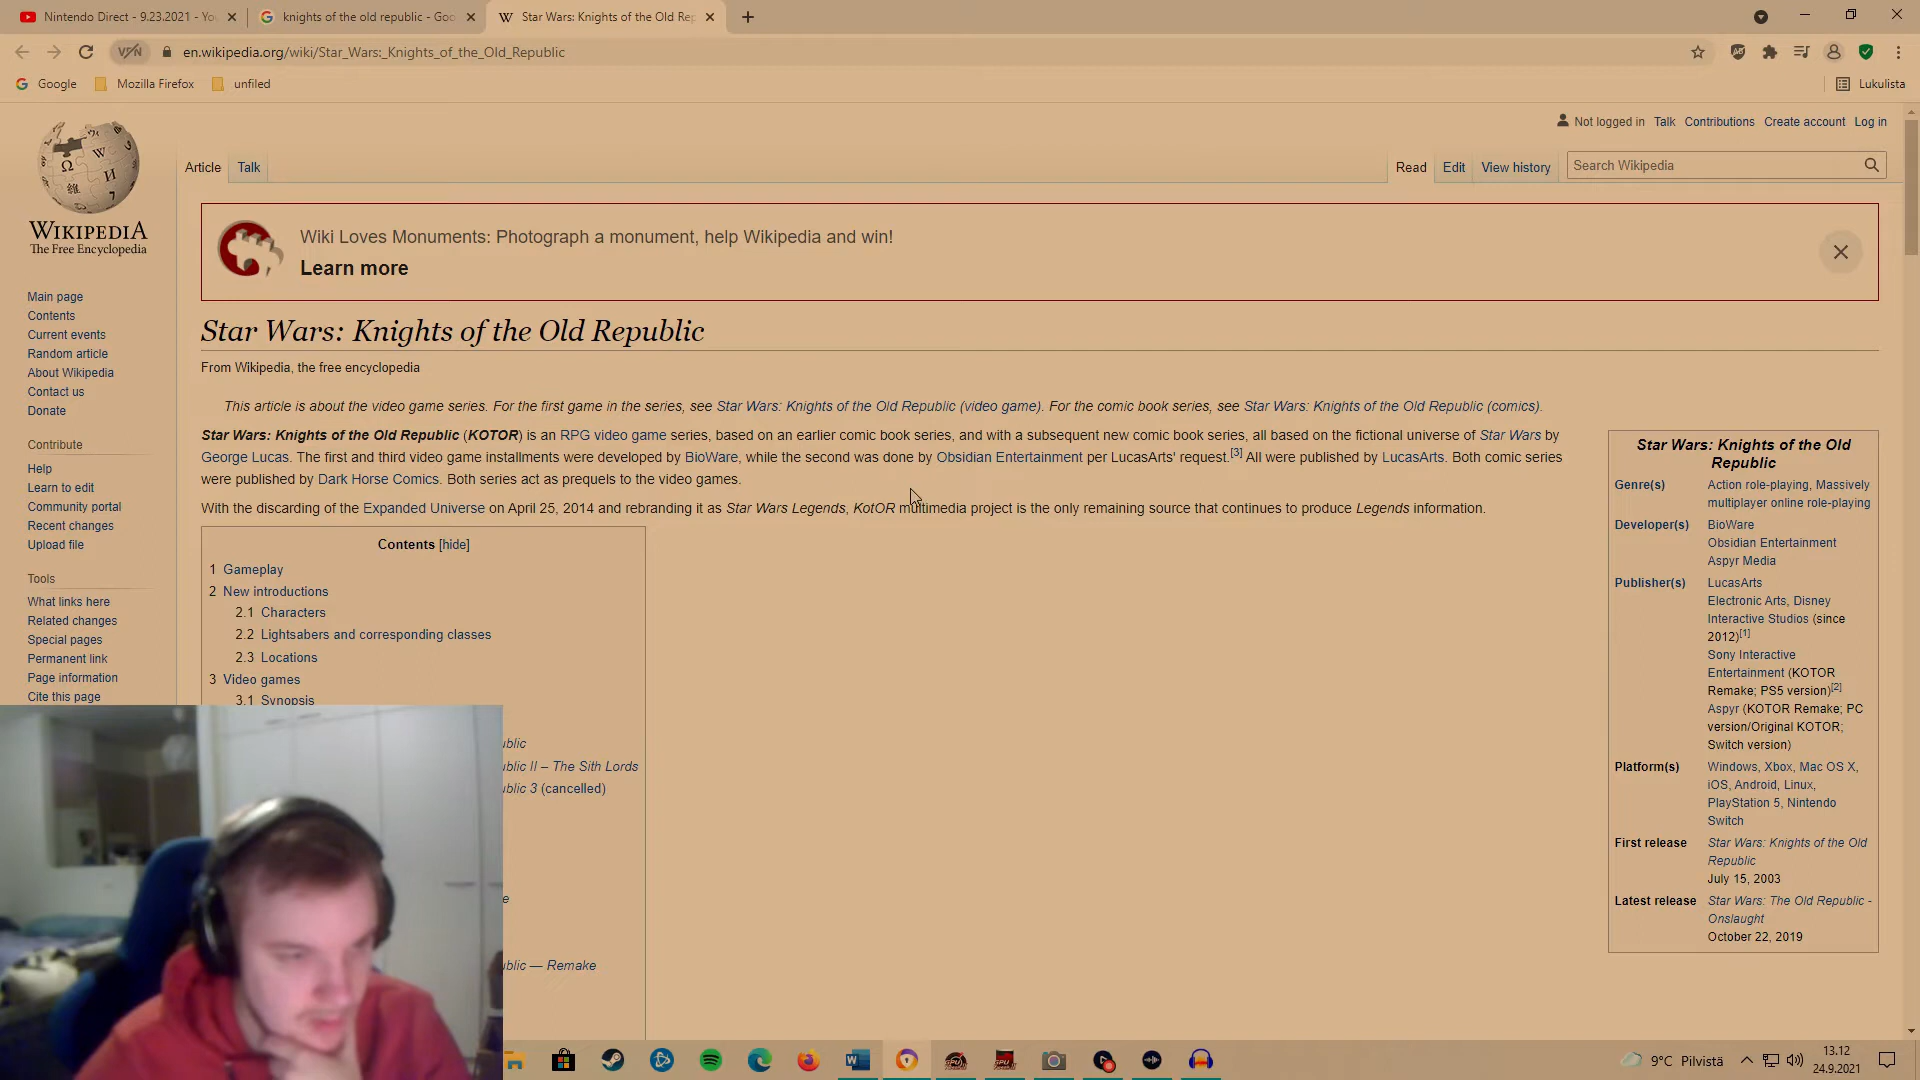 Nintendo Direct - 9.23.2021 - Yo
knights of the old republic - Goo
Star Wars: Knights of the Old Rep
VPN
en.wikipedia.org/wiki/Star_Wars:_Knights_of_the_Old_Republic
Google
Mozilla Firefox
unfiled
Lukulista
Not logged in Talk Contributions Create account Log in
Article Talk
Read Edit View history Search Wikipedia
WIKIPEDIA
The Free Encyclopedia
Main page
Contents
Current events
Random article
About Wikipedia
Contact us
Donate
Contribute
Help
Learn to edit
Community portal
Recent changes
Upload file
Tools
What links here
Related changes
Special pages
Permanent link
Page information
Cite this page
Wiki Loves Monuments: Photograph a monument, help Wikipedia and win!
Learn more
Star Wars: Knights of the Old Republic
From Wikipedia, the free encyclopedia
This article is about the video game series. For the first game in the series, see Star Wars: Knights of the Old Republic (video game). For the comic book series, see Star Wars: Knights of the Old Republic (comics).
Star Wars: Knights of the Old Republic (KOTOR) is an RPG video game series, based on an earlier comic book series, and with a subsequent new comic book series, all based on the fictional universe of Star Wars by
George Lucas. The first and third video game installments were developed by BioWare, while the second was done by Obsidian Entertainment per LucasArts' request.[3] All were published by LucasArts. Both comic series
were published by Dark Horse Comics. Both series act as prequels to the video games.
With the discarding of the Expanded Universe on April 25, 2014 and rebranding it as Star Wars Legends, KotOR multimedia project is the only remaining source that continues to produce Legends information.
Contents [hide]
1 Gameplay
2 New introductions
2.1 Characters
2.2 Lightsabers and corresponding classes
2.3 Locations
3 Video games
3.1 Synopsis
ublic
ublic II – The Sith Lords
ublic 3 (cancelled)
e
ublic — Remake
Star Wars: Knights of the Old
Republic
Genre(s) Action role-playing, Massively
multiplayer online role-playing
Developer(s) BioWare
Obsidian Entertainment
Aspyr Media
Publisher(s) LucasArts
Electronic Arts, Disney
Interactive Studios (since
2012)[1]
Sony Interactive
Entertainment (KOTOR
Remake; PS5 version)[2]
Aspyr (KOTOR Remake; PC
version/Original KOTOR;
Switch version)
Platform(s) Windows, Xbox, Mac OS X,
iOS, Android, Linux,
PlayStation 5, Nintendo
Switch
First release Star Wars: Knights of the Old
Republic
July 15, 2003
Latest release Star Wars: The Old Republic -
Onslaught
October 22, 2019
9°C Pilvistä
13.12
24.9.2021